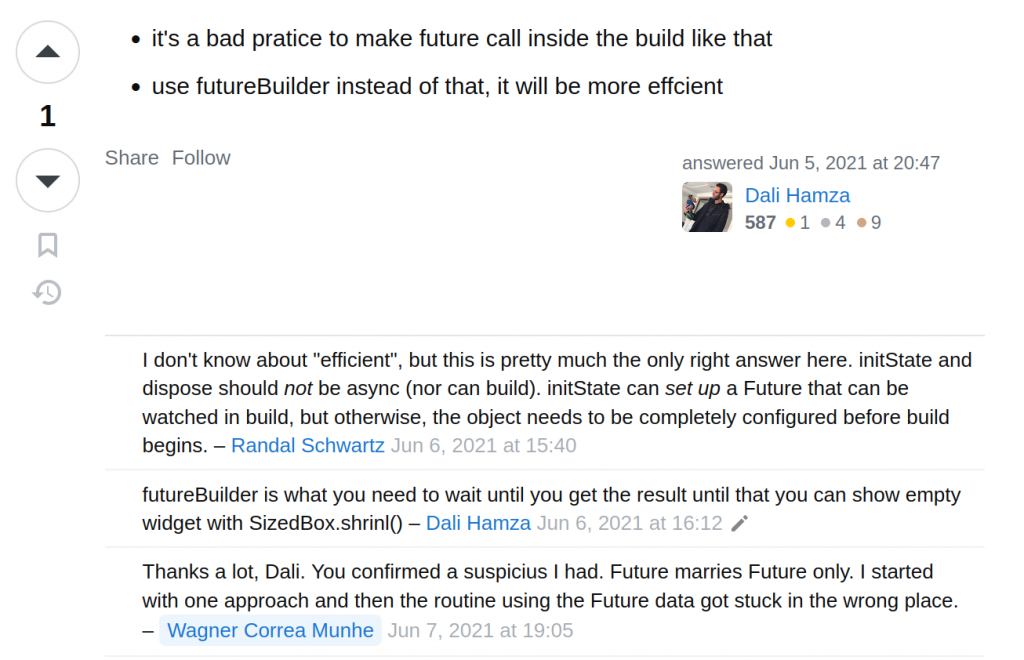 • it's a bad pratice to make future call inside the build like that
• use futureBuilder instead of that, it will be more effcient
1
Share Follow
answered Jun 5, 2021 at 20:47
Dali Hamza
587 ● 1 ● 4 ● 9
I don't know about "efficient", but this is pretty much the only right answer here. initState and
dispose should not be async (nor can build). initState can set up a Future that can be
watched in build, but otherwise, the object needs to be completely configured before build
begins. – Randal Schwartz Jun 6, 2021 at 15:40
futureBuilder is what you need to wait until you get the result until that you can show empty
widget with SizedBox.shrinl() – Dali Hamza Jun 6, 2021 at 16:12
Thanks a lot, Dali. You confirmed a suspicius I had. Future marries Future only. I started
with one approach and then the routine using the Future data got stuck in the wrong place.
– Wagner Correa Munhe Jun 7, 2021 at 19:05